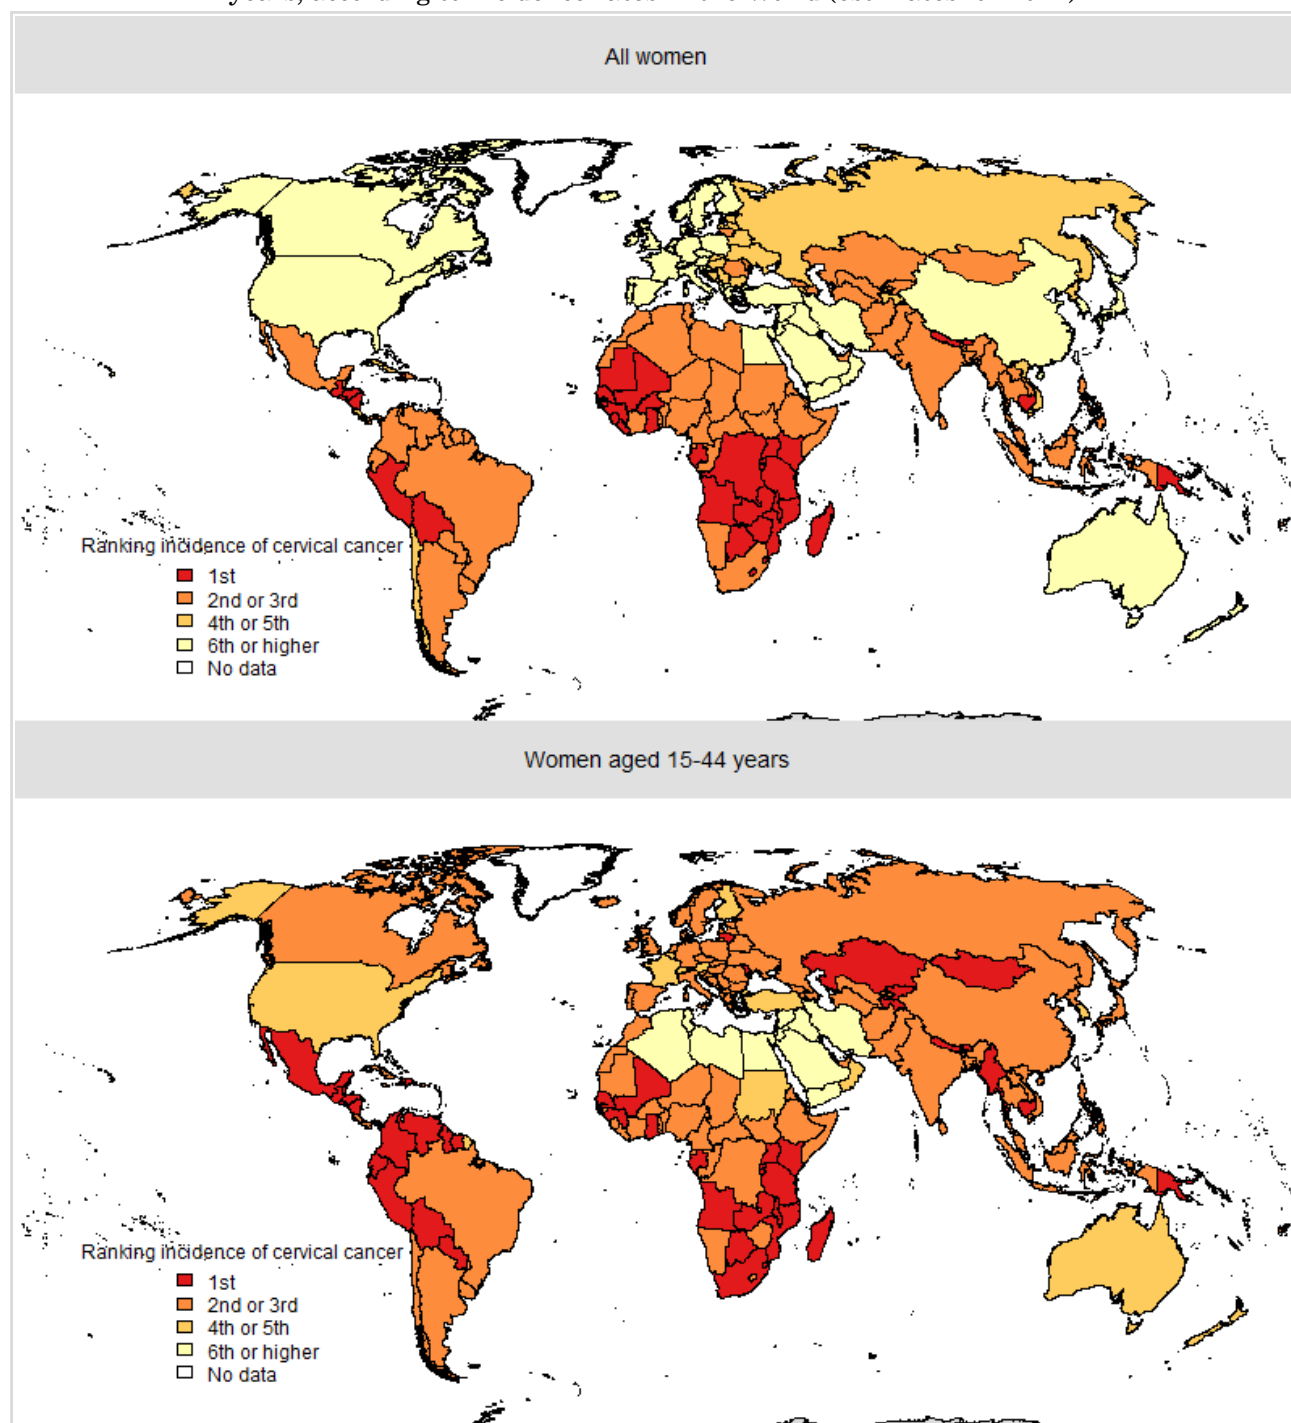 All women
Ranking incidence of cervical cancer
1st
2nd or 3rd
4th or 5th
6th or higher
No data
Women aged 15-44 years
Ranking incidence of cervical cancer
1st
2nd or 3rd
4th or 5th
6th or higher
No data